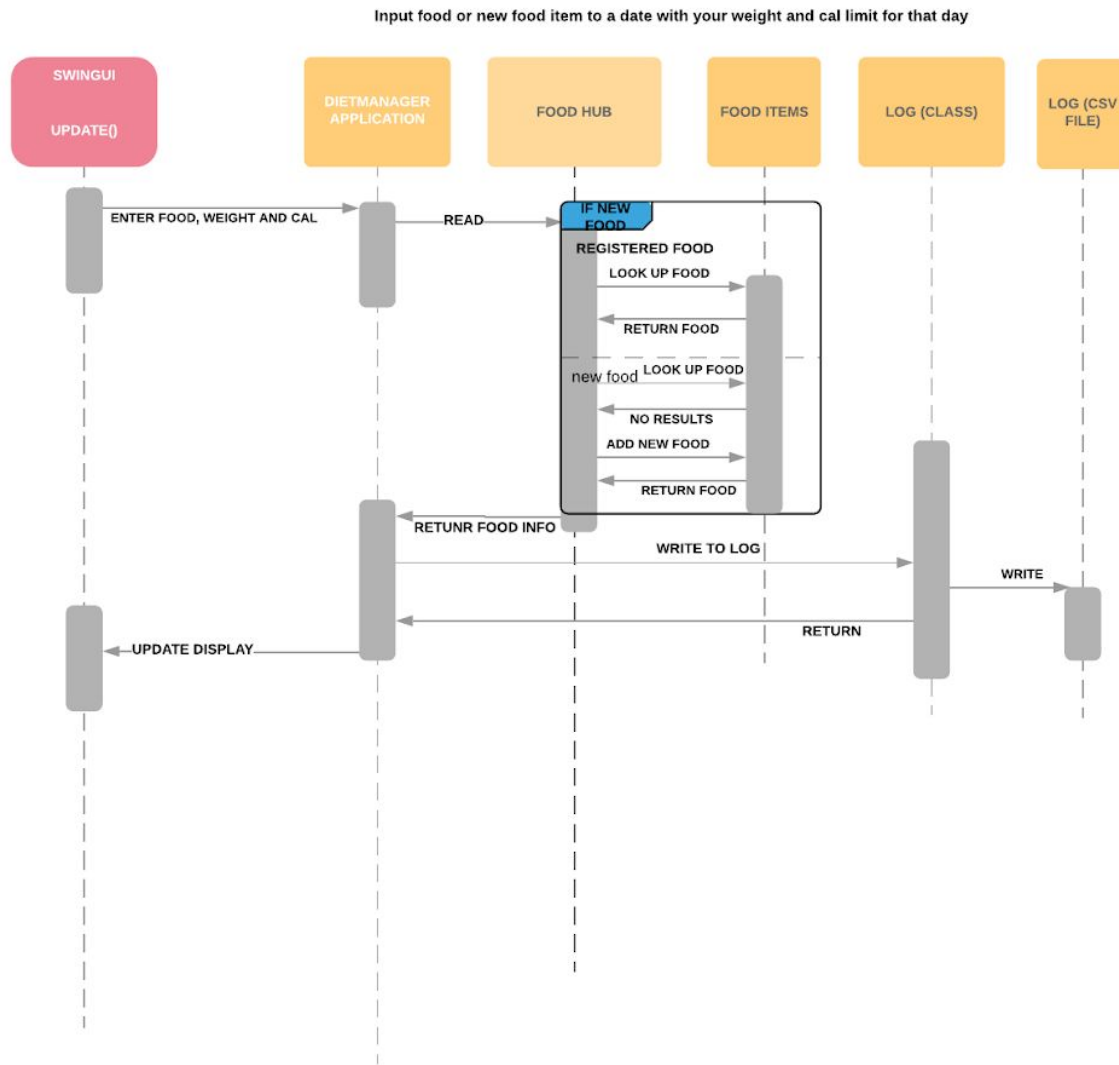 Input food or new food item to a date with your weight and cal limit for that day
SWINGUI
UPDATE()
DIETMANAGER
APPLICATION
FOOD HUB
FOOD ITEMS
LOG (CLASS)
LOG (CSV
FILE)
ENTER FOOD, WEIGHT AND CAL
READ
IF NEW
FOOD
REGISTERED FOOD
LOOK UP FOOD
RETURN FOOD
new food
LOOK UP FOOD
NO RESULTS
ADD NEW FOOD
RETURN FOOD
RETUNR FOOD INFO
WRITE TO LOG
WRITE
RETURN
UPDATE DISPLAY